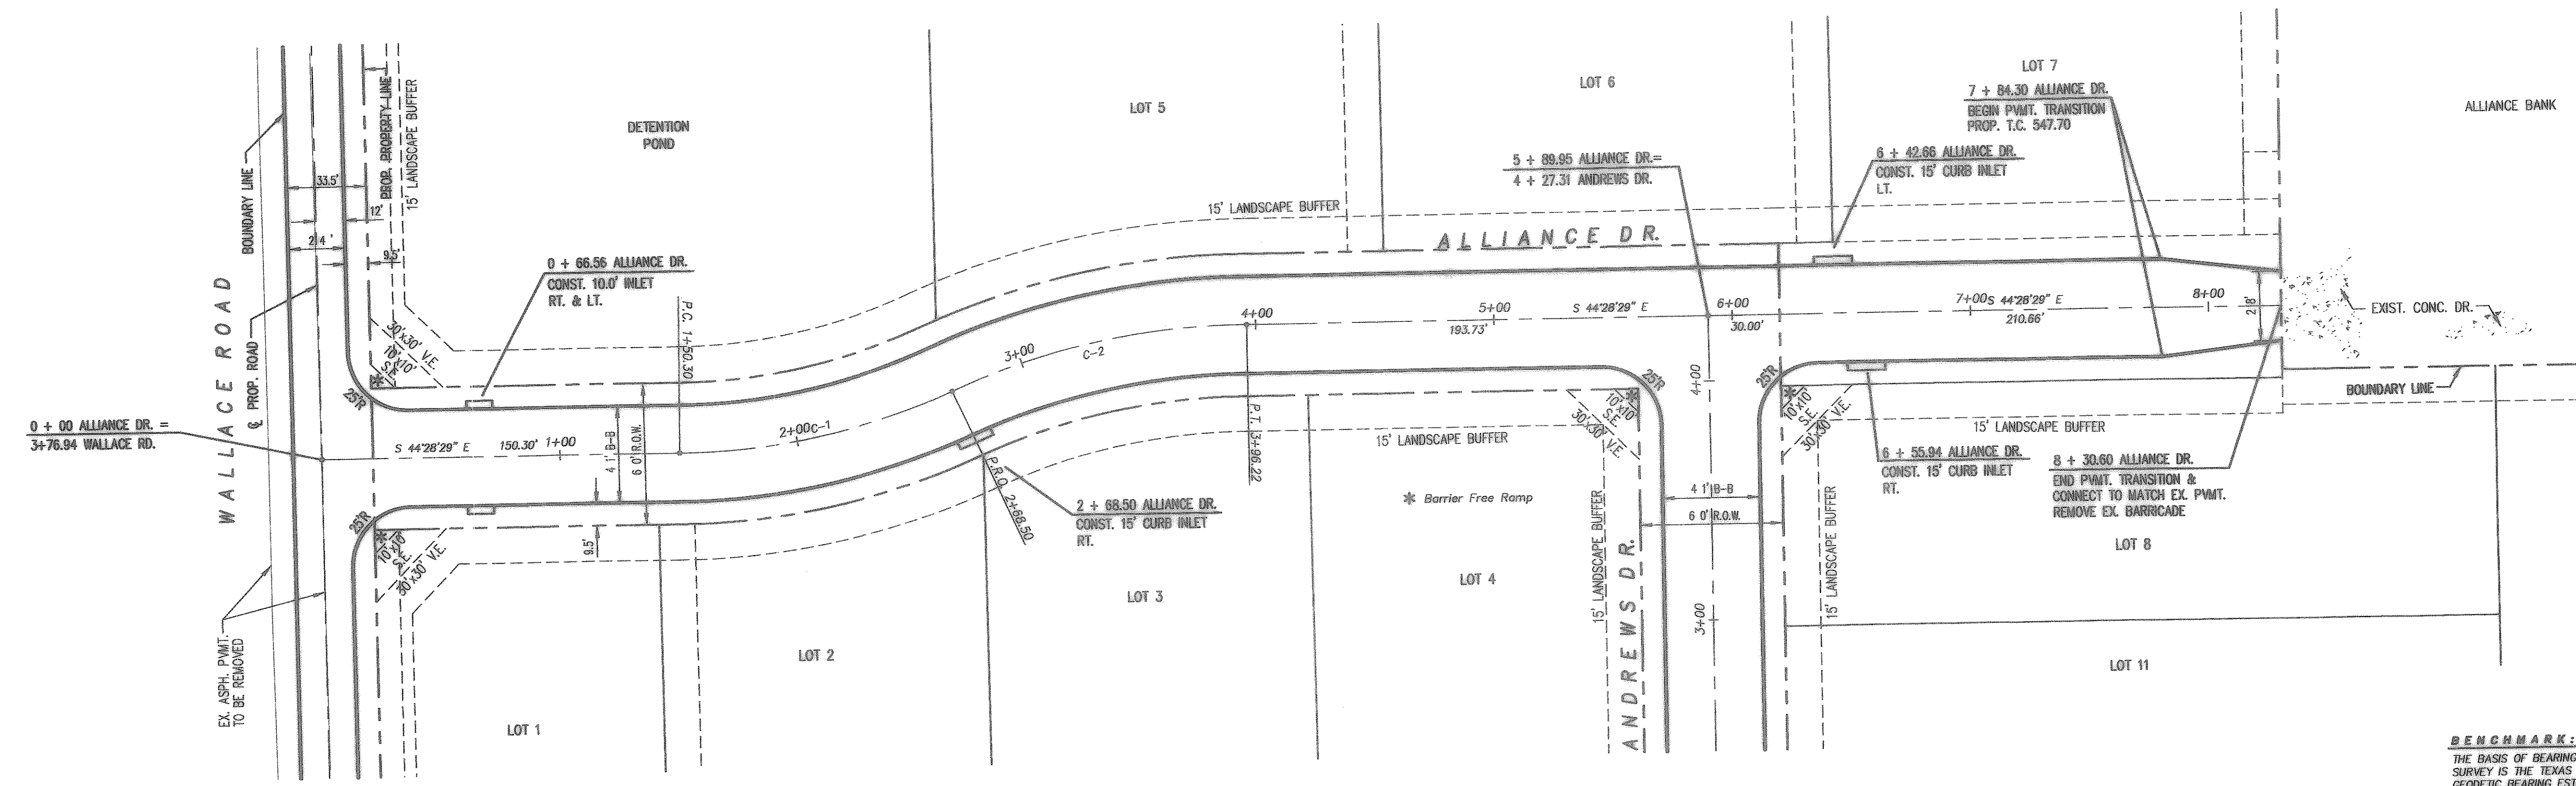 WALLACE ROAD
BOUNDARY LINE
33.5'
24'
12'
9.5'
PROP. PROPERTY LINE
15' LANDSCAPE BUFFER
℄ PROP. ROAD
0 + 00 ALLIANCE DR. =
3+76.94 WALLACE RD.
EX. ASPH. PVMT.
TO BE REMOVED
30'x30' V.E.
10'x10'
S.E.
25'R
25'R
10'x10'
S.E.
30'x30' V.E.
DETENTION
POND
0 + 66.56 ALLIANCE DR.
CONST. 10.0' INLET
RT. & LT.
S 44°28'29" E
150.30'
1+00
41' B-B
60' R.O.W.
9.5'
P.C. 1+50.30
2+00
C-1
P.R.C. 2+68.50
2 + 68.50 ALLIANCE DR.
CONST. 15' CURB INLET
RT.
3+00
C-2
P.T. 3+96.22
4+00
LOT 1
LOT 2
LOT 3
LOT 4
LOT 5
LOT 6
LOT 7
LOT 8
LOT 11
15' LANDSCAPE BUFFER
ALLIANCE DR.
5+00
193.73'
S 44°28'29" E
6+00
30.00'
7+00
S 44°28'29" E
210.66'
8+00
28'
5 + 89.95 ALLIANCE DR.=
4 + 27.31 ANDREWS DR.
6 + 42.66 ALLIANCE DR.
CONST. 15' CURB INLET
LT.
7 + 84.30 ALLIANCE DR.
BEGIN PVMT. TRANSITION
PROP. T.C. 547.70
ALLIANCE BANK
EXIST. CONC. DR.
BOUNDARY LINE
15' LANDSCAPE BUFFER
* Barrier Free Ramp
25'R
10'x10'
S.E.
30'x30' V.E.
25'R
10'x10'
S.E.
30'x30' V.E.
4+00
41' B-B
60' R.O.W.
3+00
ANDREWS DR.
15' LANDSCAPE BUFFER
15' LANDSCAPE BUFFER
15' LANDSCAPE BUFFER
6 + 55.94 ALLIANCE DR.
CONST. 15' CURB INLET
RT.
8 + 30.60 ALLIANCE DR.
END PVMT. TRANSITION &
CONNECT TO MATCH EX. PVMT.
REMOVE EX. BARRICADE
BENCHMARK:
THE BASIS OF BEARING
SURVEY IS THE TEXAS
GEODETIC BEARING EST